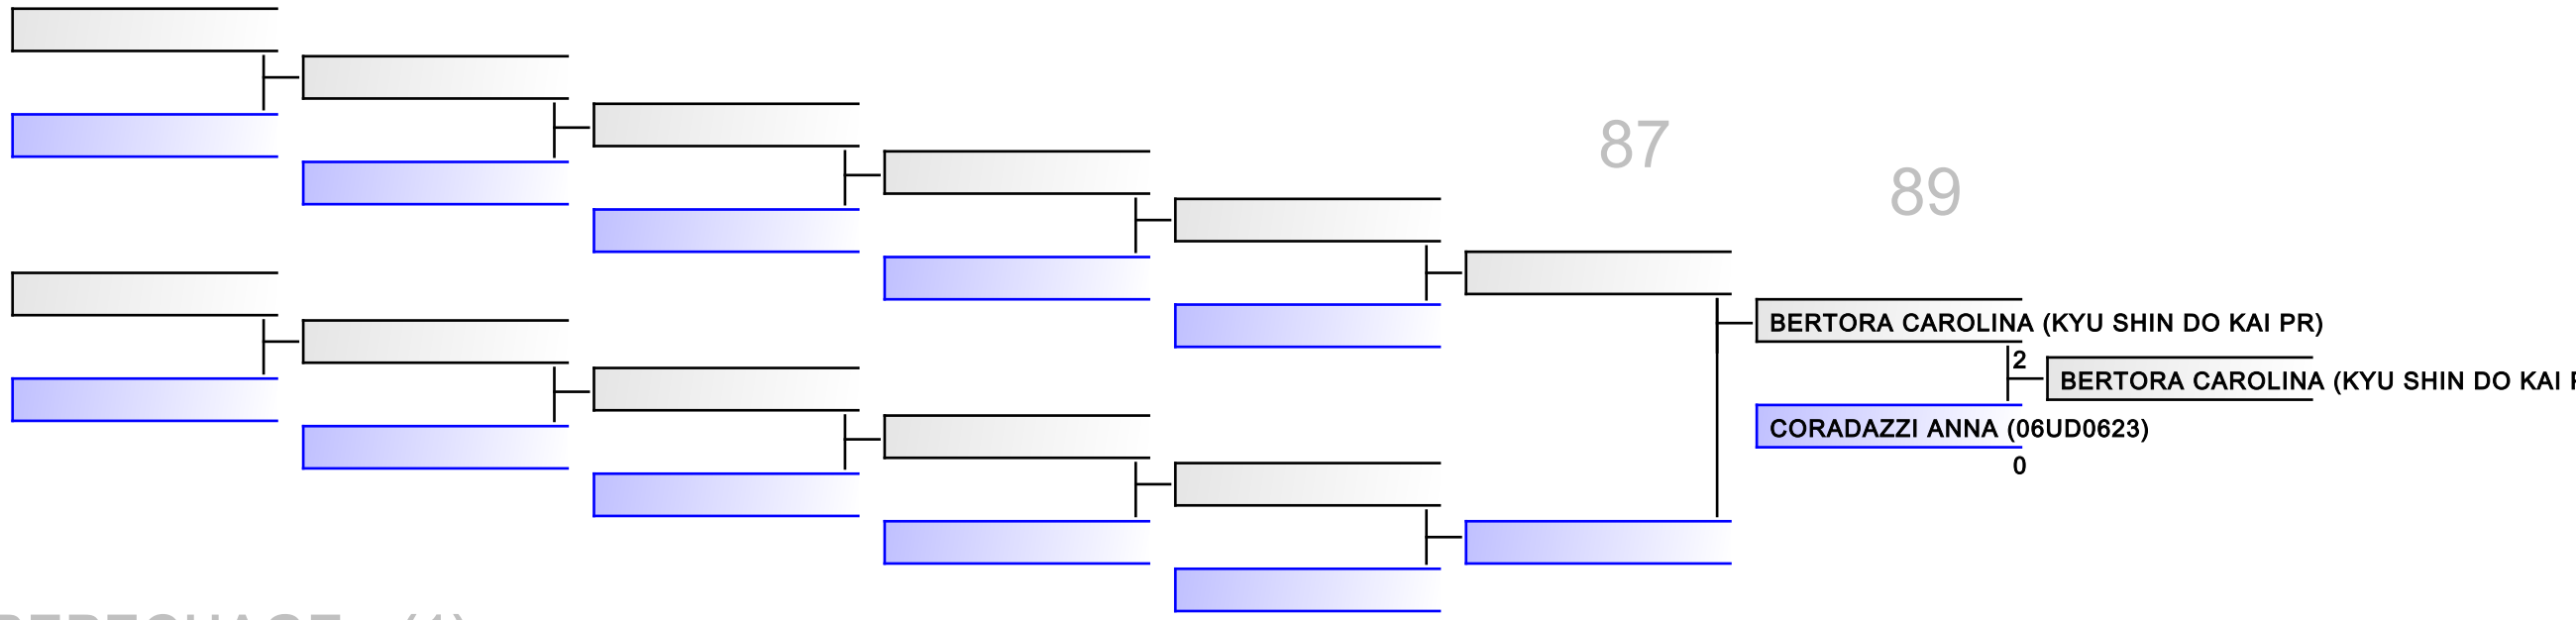 87
89
BERTORA CAROLINA (KYU SHIN DO KAI PR)
2
BERTORA CAROLINA (KYU SHIN DO KAI
CORADAZZI ANNA (06UD0623)
0